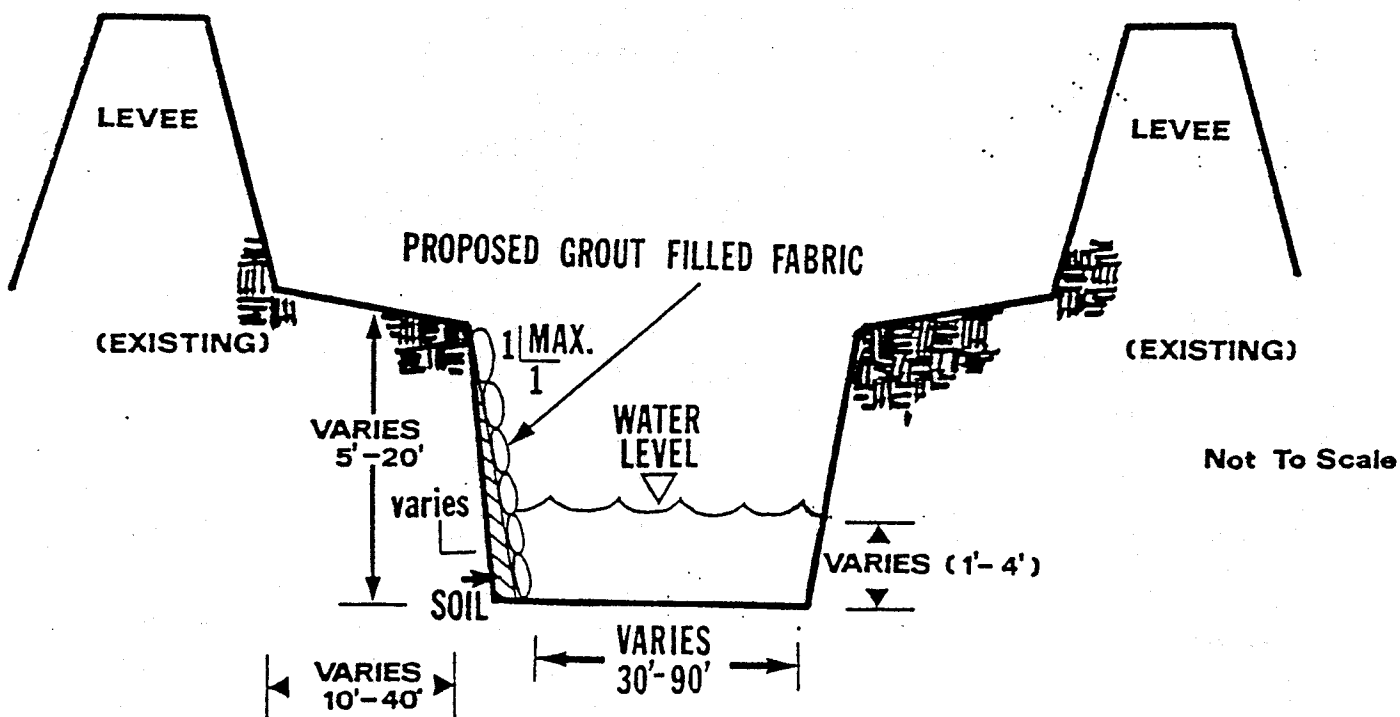 LEVEE
LEVEE
PROPOSED GROUT FILLED FABRIC
(EXISTING)
1 MAX.
1
(EXISTING)
VARIES
5'-20'
WATER
LEVEL
Not To Scale
varies
VARIES (1'-4')
SOIL
VARIES
30'-90'
VARIES
10'-40'